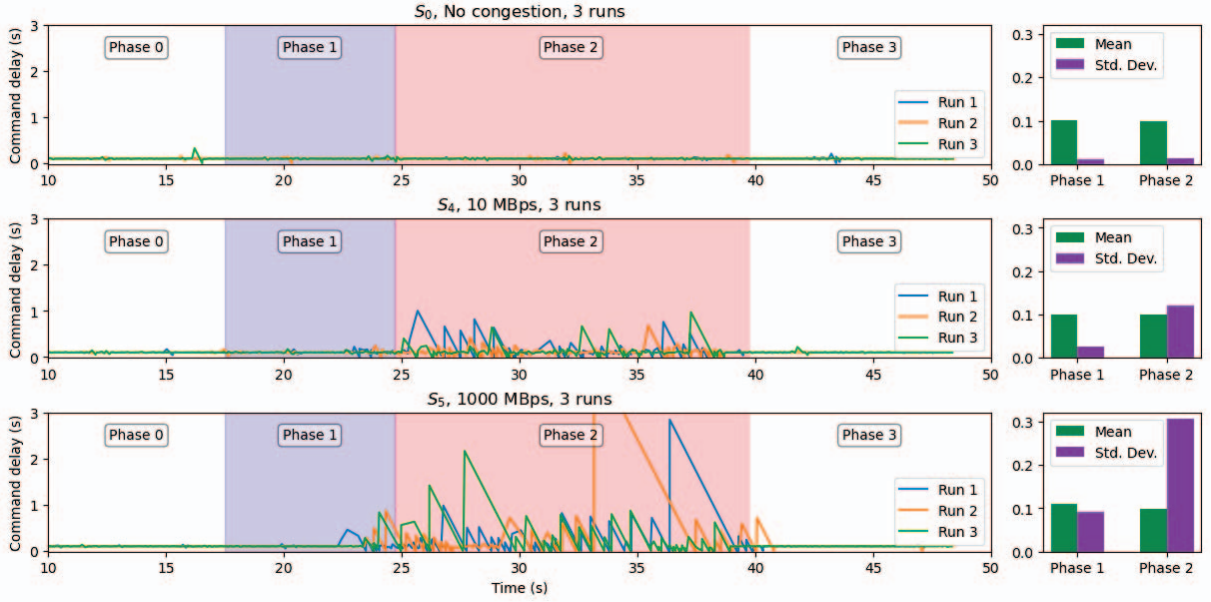 S₀, No congestion, 3 runs
Command delay (s)
3
2
1
0
Phase 0
Phase 1
Phase 2
Phase 3
Run 1
Run 2
Run 3
10 15 20 25 30 35 40 45 50
0.3
0.2
0.1
0.0
Mean
Std. Dev.
Phase 1 Phase 2
S₄, 10 MBps, 3 runs
Command delay (s)
3
2
1
0
Phase 0
Phase 1
Phase 2
Phase 3
Run 1
Run 2
Run 3
10 15 20 25 30 35 40 45 50
0.3
0.2
0.1
0.0
Mean
Std. Dev.
Phase 1 Phase 2
S₅, 1000 MBps, 3 runs
Command delay (s)
3
2
1
0
Phase 0
Phase 1
Phase 2
Phase 3
Run 1
Run 2
Run 3
10 15 20 25 30 35 40 45 50
Time (s)
0.3
0.2
0.1
0.0
Mean
Std. Dev.
Phase 1 Phase 2